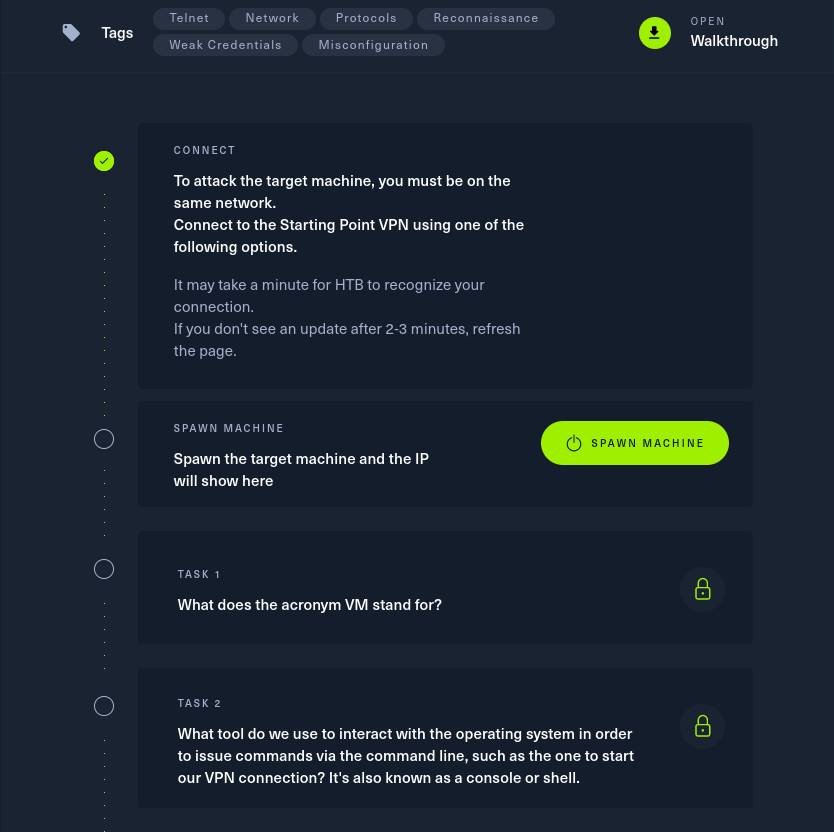 Tags
Telnet Network Protocols Reconnaissance
Weak Credentials Misconfiguration
OPEN
Walkthrough
CONNECT
To attack the target machine, you must be on the
same network.
Connect to the Starting Point VPN using one of the
following options.
It may take a minute for HTB to recognize your
connection.
If you don't see an update after 2-3 minutes, refresh
the page.
SPAWN MACHINE
Spawn the target machine and the IP
will show here
SPAWN MACHINE
TASK 1
What does the acronym VM stand for?
TASK 2
What tool do we use to interact with the operating system in order
to issue commands via the command line, such as the one to start
our VPN connection? It's also known as a console or shell.